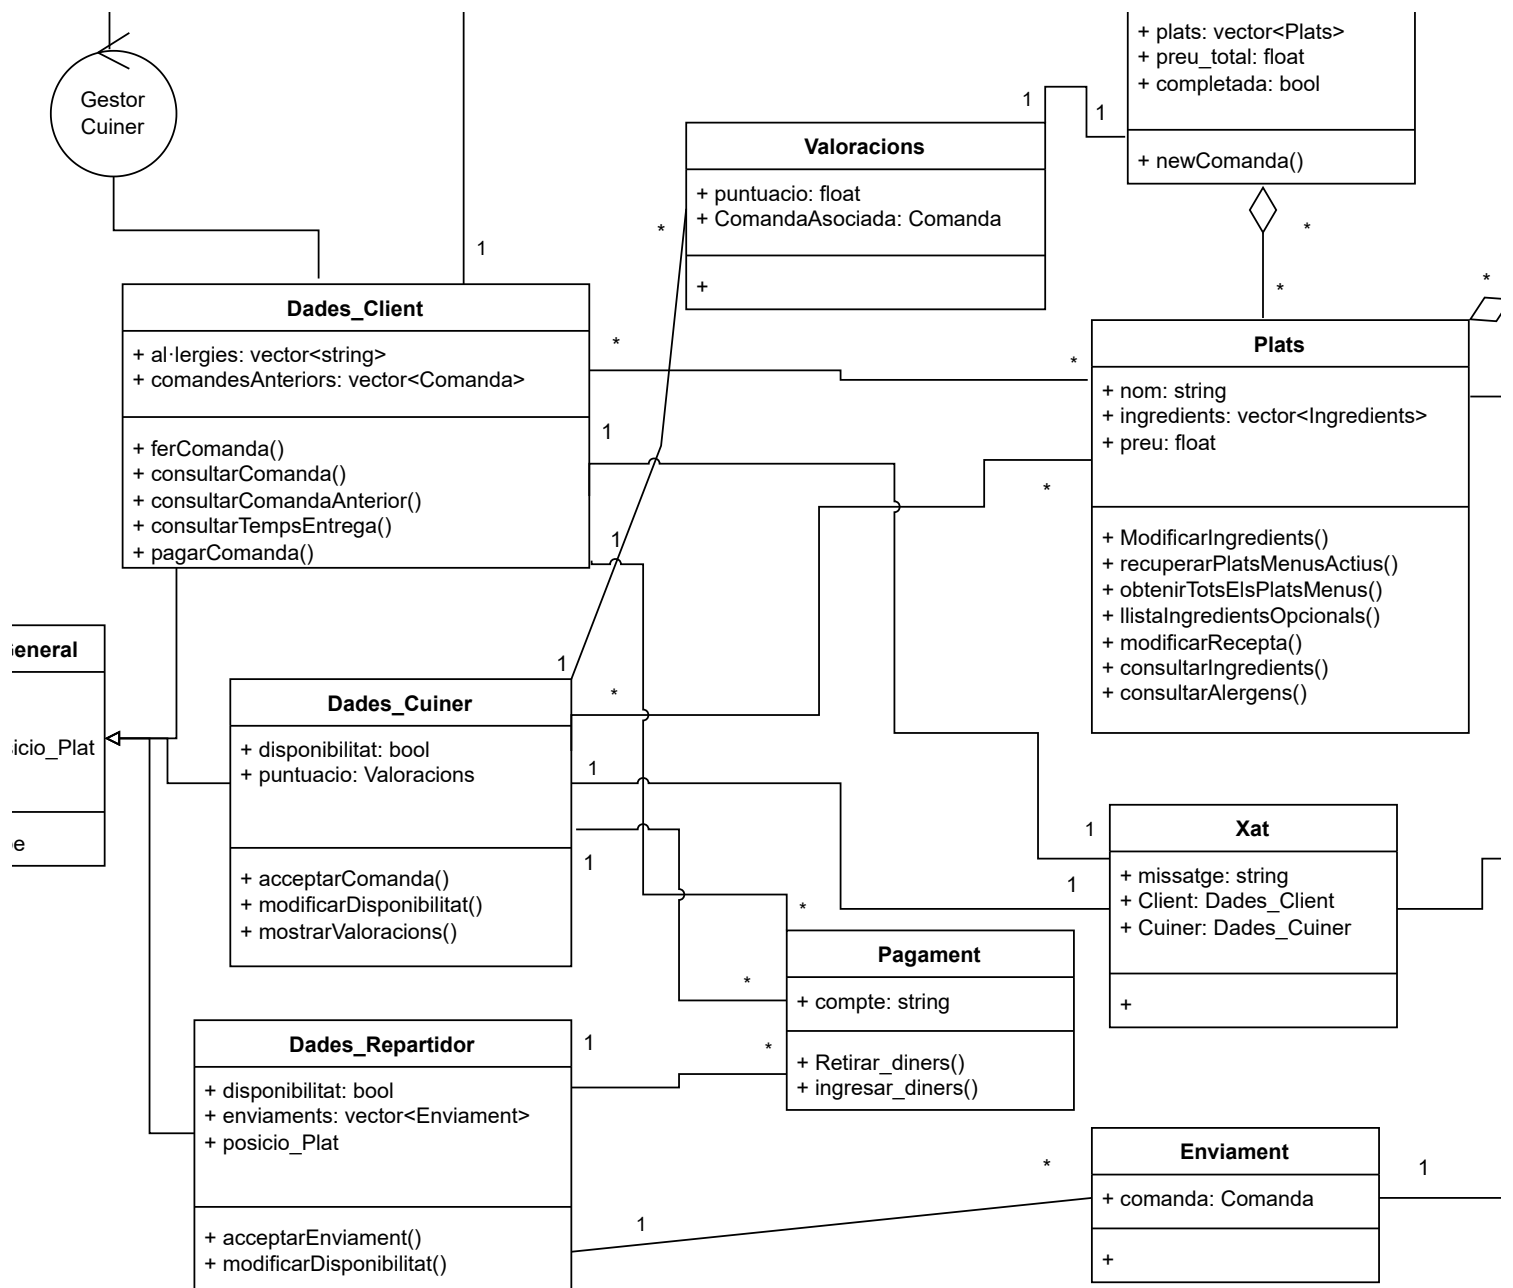 + plats: vector<Plats>
+ preu_total: float
+ completada: bool
+ newComanda()
Gestor
Cuiner
1
1
1
Valoracions
+ puntuacio: float
+ ComandaAsociada: Comanda
+
*
*
*
*
Dades_Client
+ al·lergies: vector<string>
+ comandesAnteriors: vector<Comanda>
+ ferComanda()
+ consultarComanda()
+ consultarComandaAnterior()
+ consultarTempsEntrega()
+ pagarComanda()
*
*
1
1
*
Plats
+ nom: string
+ ingredients: vector<Ingredients>
+ preu: float
+ ModificarIngredients()
+ recuperarPlatsMenusActius()
+ obtenirTotsElsPlatsMenus()
+ llistaIngredientsOpcionals()
+ modificarRecepta()
+ consultarIngredients()
+ consultarAlergens()
eneral
icio_Plat
e
1
*
Dades_Cuiner
+ disponibilitat: bool
+ puntuacio: Valoracions
+ acceptarComanda()
+ modificarDisponibilitat()
+ mostrarValoracions()
1
1
1
1
Xat
+ missatge: string
+ Client: Dades_Client
+ Cuiner: Dades_Cuiner
+
*
*
*
Pagament
+ compte: string
+ Retirar_diners()
+ ingresar_diners()
1
Dades_Repartidor
+ disponibilitat: bool
+ enviaments: vector<Enviament>
+ posicio_Plat
+ acceptarEnviament()
+ modificarDisponibilitat()
1
*
Enviament
+ comanda: Comanda
+
1